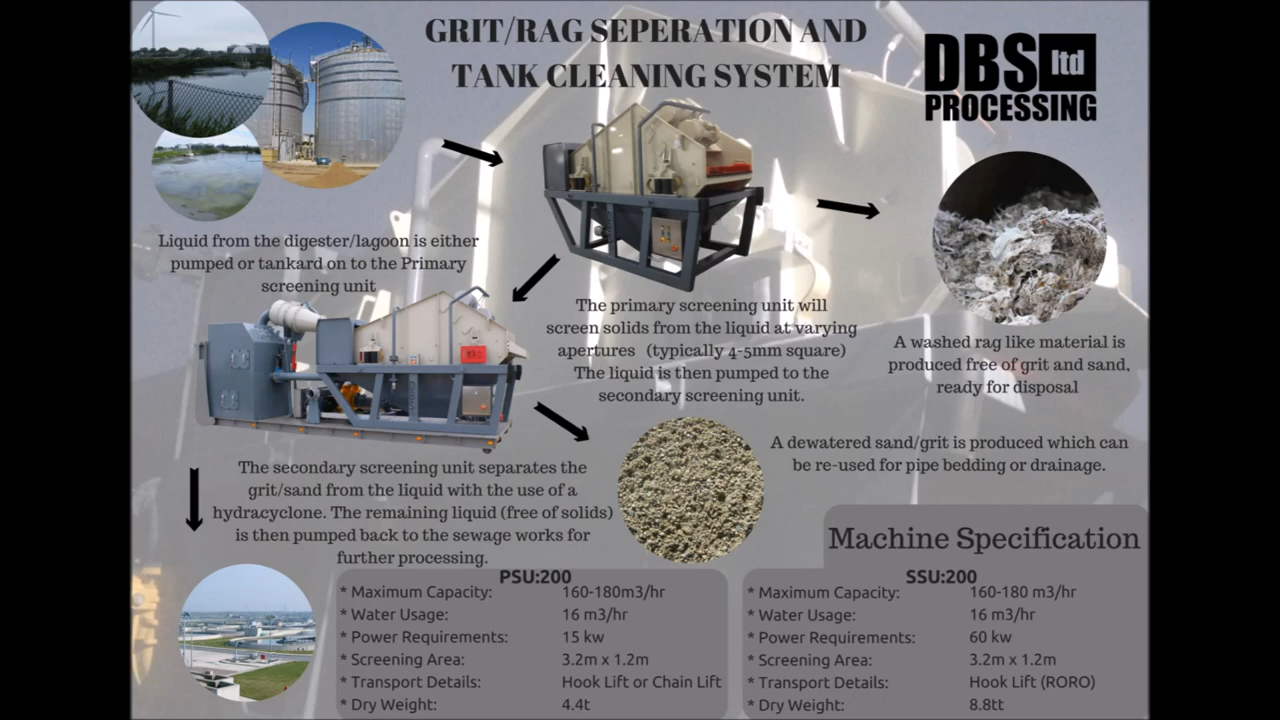 GRIT/RAG SEPERATION AND
TANK CLEANING SYSTEM
DBS ltd
PROCESSING
Liquid from the digester/lagoon is either
pumped or tankard on to the Primary
screening unit
The primary screening unit will
screen solids from the liquid at varying
apertures (typically 4-5mm square)
The liquid is then pumped to the
secondary screening unit.
A washed rag like material is
produced free of grit and sand,
ready for disposal
A dewatered sand/grit is produced which can
be re-used for pipe bedding or drainage.
The secondary screening unit separates the
grit/sand from the liquid with the use of a
hydracyclone. The remaining liquid (free of solids)
is then pumped back to the sewage works for
further processing.
Machine Specification
PSU:200
* Maximum Capacity: 160-180m3/hr
* Water Usage: 16 m3/hr
* Power Requirements: 15 kw
* Screening Area: 3.2m x 1.2m
* Transport Details: Hook Lift or Chain Lift
* Dry Weight: 4.4t
SSU:200
* Maximum Capacity: 160-180 m3/hr
* Water Usage: 16 m3/hr
* Power Requirements: 60 kw
* Screening Area: 3.2m x 1.2m
* Transport Details: Hook Lift (RORO)
* Dry Weight: 8.8tt